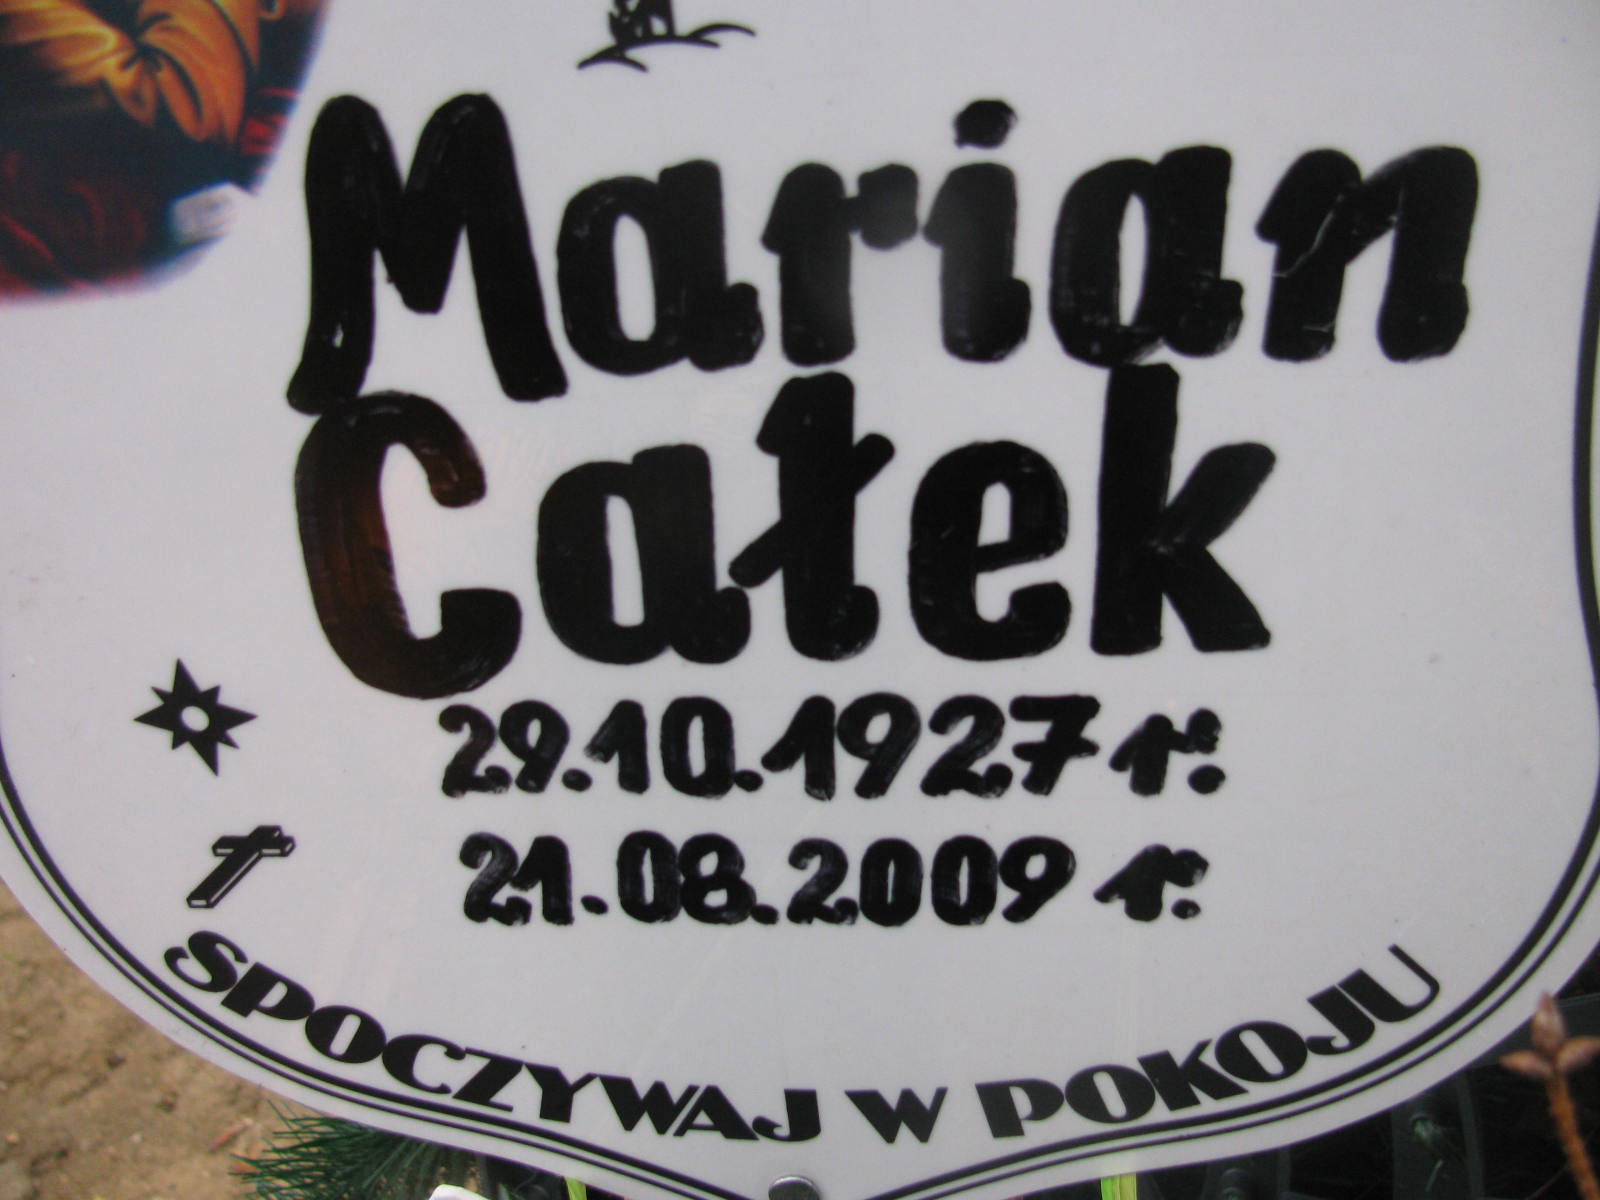 Marian
Całek
29.10.1927 r.
21.08.2009 r.
SPOCZYWAJ W POKOJU